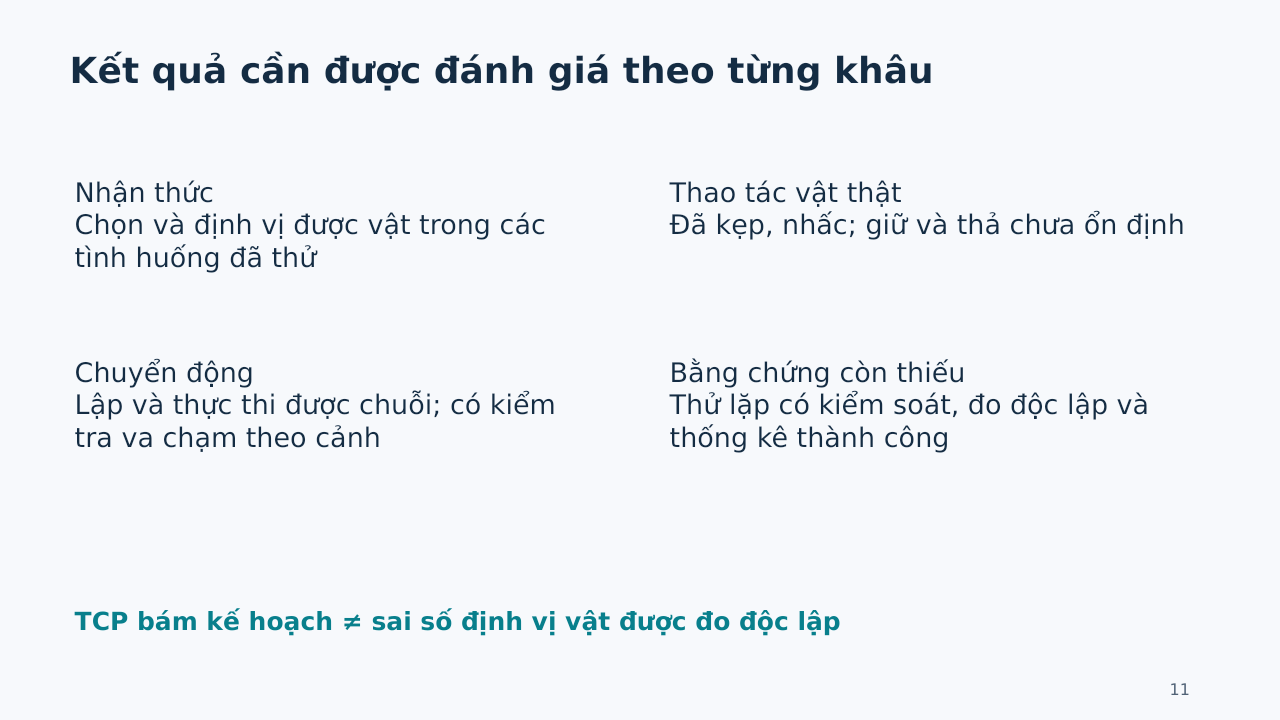 Kết quả cần được đánh giá theo từng khâu
Nhận thức
Chọn và định vị được vật trong các
tình huống đã thử
Thao tác vật thật
Đã kẹp, nhấc; giữ và thả chưa ổn định
Chuyển động
Lập và thực thi được chuỗi; có kiểm
tra va chạm theo cảnh
Bằng chứng còn thiếu
Thử lặp có kiểm soát, đo độc lập và
thống kê thành công
TCP bám kế hoạch ≠ sai số định vị vật được đo độc lập
11